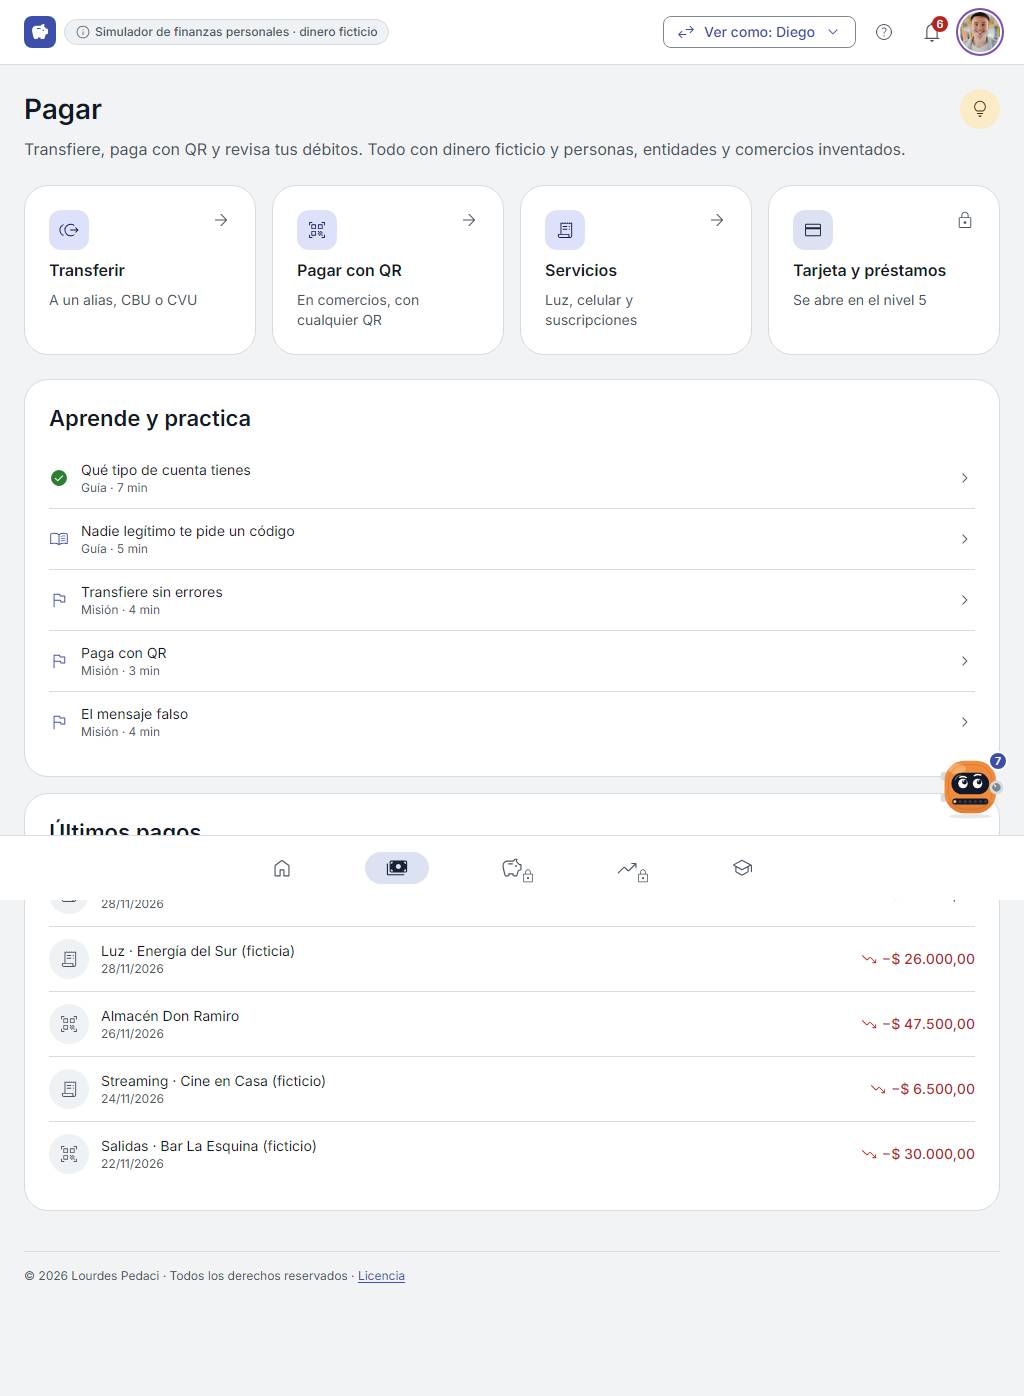 Simulador de finanzas personales · dinero ficticio
Ver como: Diego
6
Pagar
Transfiere, paga con QR y revisa tus débitos. Todo con dinero ficticio y personas, entidades y comercios inventados.
Transferir
A un alias, CBU o CVU
Pagar con QR
En comercios, con
cualquier QR
Servicios
Luz, celular y
suscripciones
Tarjeta y préstamos
Se abre en el nivel 5
Aprende y practica
Qué tipo de cuenta tienes
Guía · 7 min
Nadie legítimo te pide un código
Guía · 5 min
Transfiere sin errores
Misión · 4 min
Paga con QR
Misión · 3 min
El mensaje falso
Misión · 4 min
7
Últimos pagos
28/11/2026
Luz · Energía del Sur (ficticia)
28/11/2026
−$ 26.000,00
Almacén Don Ramiro
26/11/2026
−$ 47.500,00
Streaming · Cine en Casa (ficticio)
24/11/2026
−$ 6.500,00
Salidas · Bar La Esquina (ficticio)
22/11/2026
−$ 30.000,00
© 2026 Lourdes Pedaci · Todos los derechos reservados · Licencia